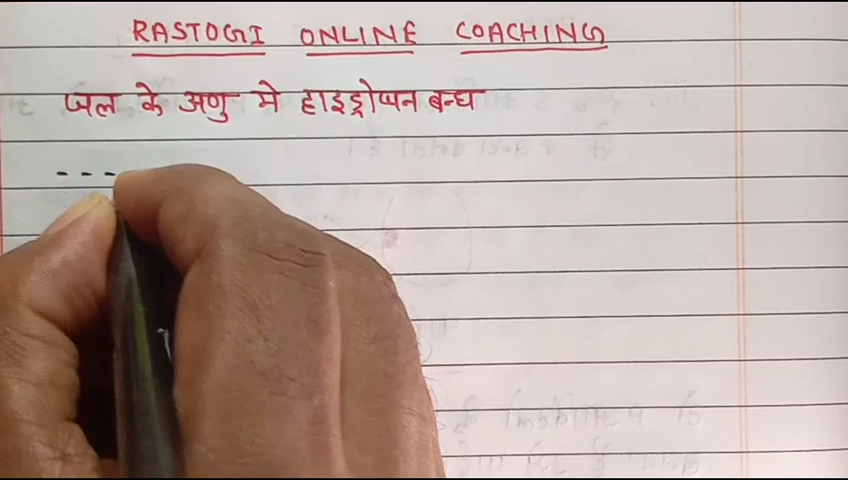 RASTOGI ONLINE COACHING
जल के अणु मे हाइड्रोजन बन्ध
- - -